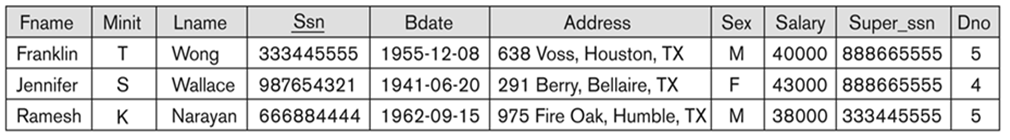 Fname Minit Lname Ssn Bdate Address Sex Salary Super_ssn Dno
Franklin T Wong 333445555 1955-12-08 638 Voss, Houston, TX M 40000 888665555 5
Jennifer S Wallace 987654321 1941-06-20 291 Berry, Bellaire, TX F 43000 888665555 4
Ramesh K Narayan 666884444 1962-09-15 975 Fire Oak, Humble, TX M 38000 333445555 5